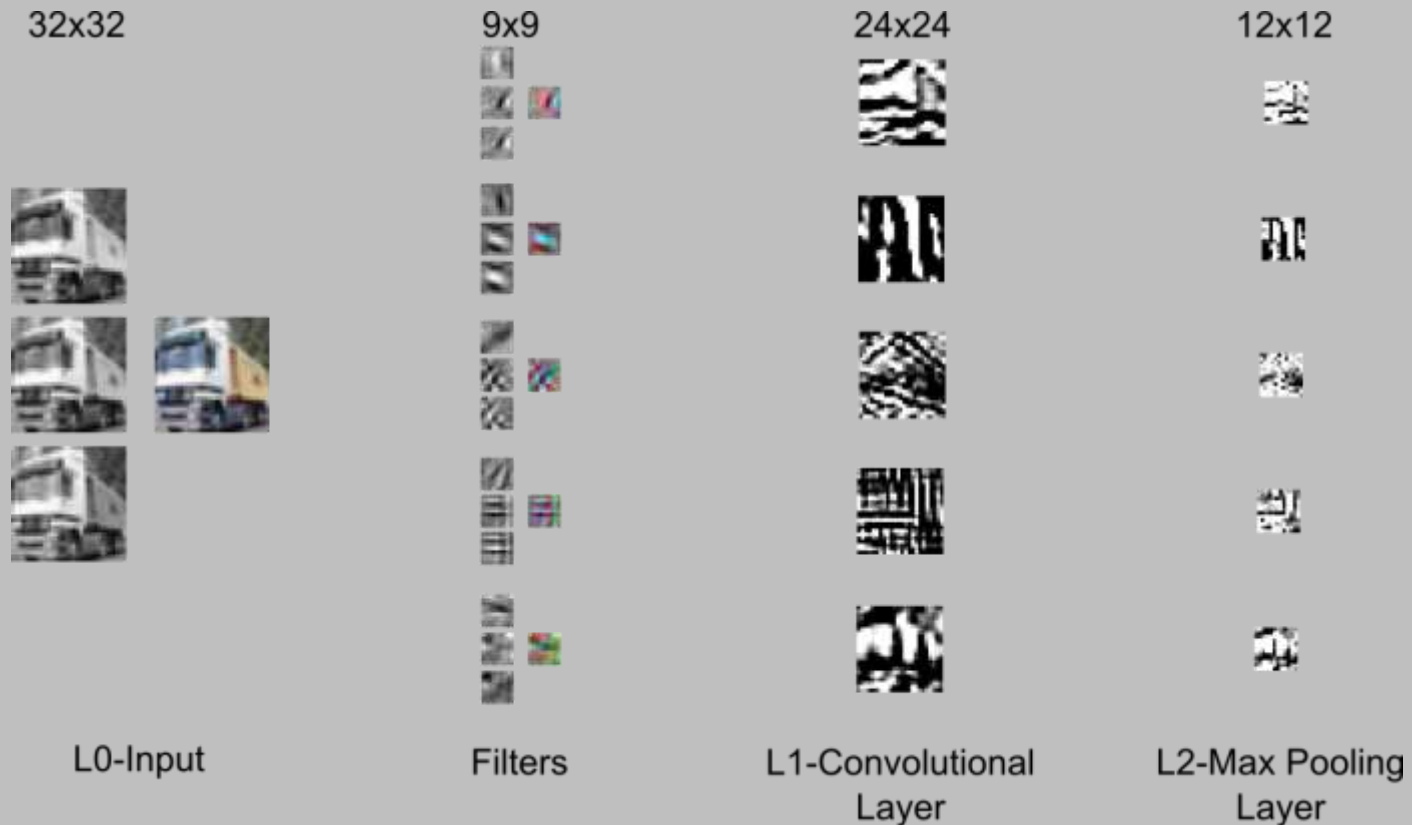 32x32
9x9
24x24
12x12
L0-Input
Filters
L1-Convolutional
Layer
L2-Max Pooling
Layer